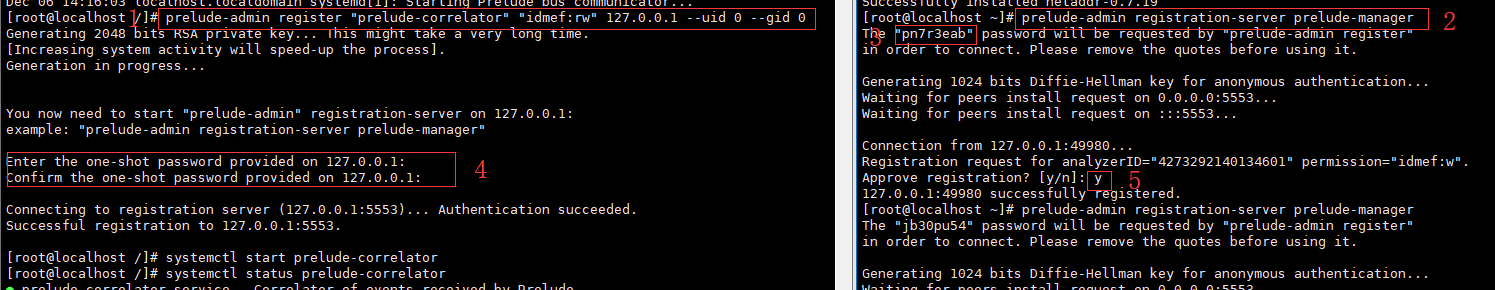 Dec 06 14:16:03 localhost.localdomain systemd[1]: Starting Prelude bus communicator...
[root@localhost /]# prelude-admin register "prelude-correlator" "idmef:rw" 127.0.0.1 --uid 0 --gid 0
1
Generating 2048 bits RSA private key... This might take a very long time.
[Increasing system activity will speed-up the process].
Generation in progress...
You now need to start "prelude-admin" registration-server on 127.0.0.1:
example: "prelude-admin registration-server prelude-manager"
Enter the one-shot password provided on 127.0.0.1:
Confirm the one-shot password provided on 127.0.0.1:
4
Connecting to registration server (127.0.0.1:5553)... Authentication succeeded.
Successful registration to 127.0.0.1:5553.
[root@localhost /]# systemctl start prelude-correlator
[root@localhost /]# systemctl status prelude-correlator
● prelude-correlator.service - Correlator of events received by Prelude
Successfully installed netaddr-0.7.19
[root@localhost ~]# prelude-admin registration-server prelude-manager
2
The "pn7r3eab" password will be requested by "prelude-admin register"
3
in order to connect. Please remove the quotes before using it.
Generating 1024 bits Diffie-Hellman key for anonymous authentication...
Waiting for peers install request on 0.0.0.0:5553...
Waiting for peers install request on :::5553...
Connection from 127.0.0.1:49980...
Registration request for analyzerID="4273292140134601" permission="idmef:w".
Approve registration? [y/n]: y
5
127.0.0.1:49980 successfully registered.
[root@localhost ~]# prelude-admin registration-server prelude-manager
The "jb30pu54" password will be requested by "prelude-admin register"
in order to connect. Please remove the quotes before using it.
Generating 1024 bits Diffie-Hellman key for anonymous authentication...
Waiting for peers install request on 0.0.0.0:5553